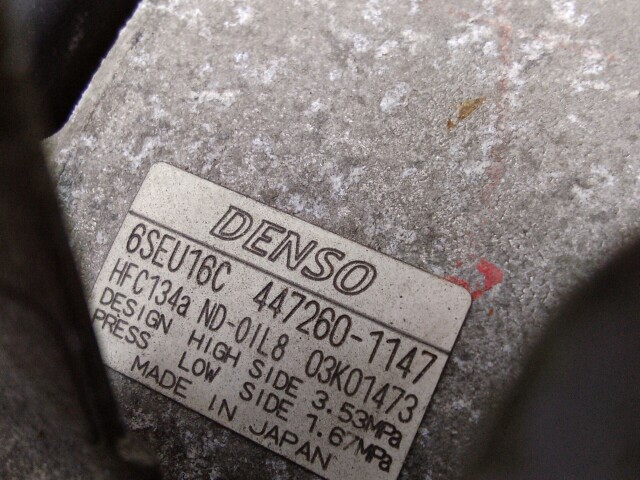 DENSO
6SEU16C 447260-1147
HFC134a ND-OIL8 03K01473
DESIGN HIGH SIDE 3.53MPa
PRESS LOW SIDE 1.67MPa
MADE IN JAPAN